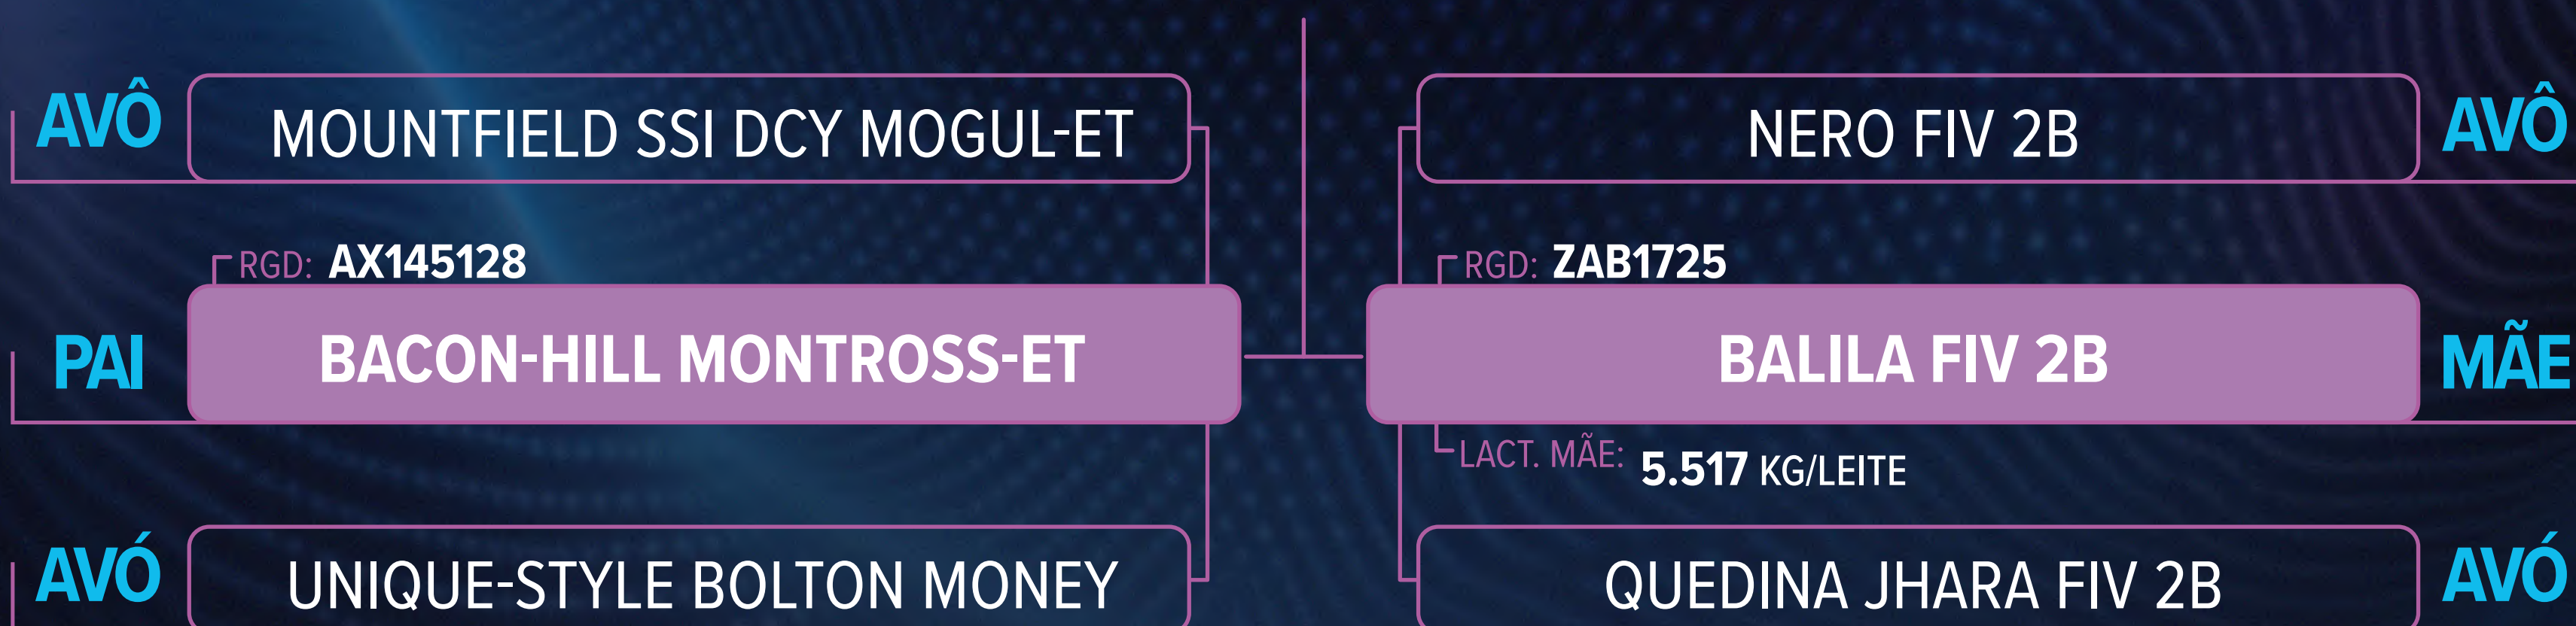 AVÔ MOUNTFIELD SSI DCY MOGUL-ET
NERO FIV 2B AVÔ
RGD: AX145128
RGD: ZAB1725
PAI BACON-HILL MONTROSS-ET
BALILA FIV 2B MÃE
LACT. MÃE: 5.517 KG/LEITE
AVÓ UNIQUE-STYLE BOLTON MONEY
QUEDINA JHARA FIV 2B AVÓ